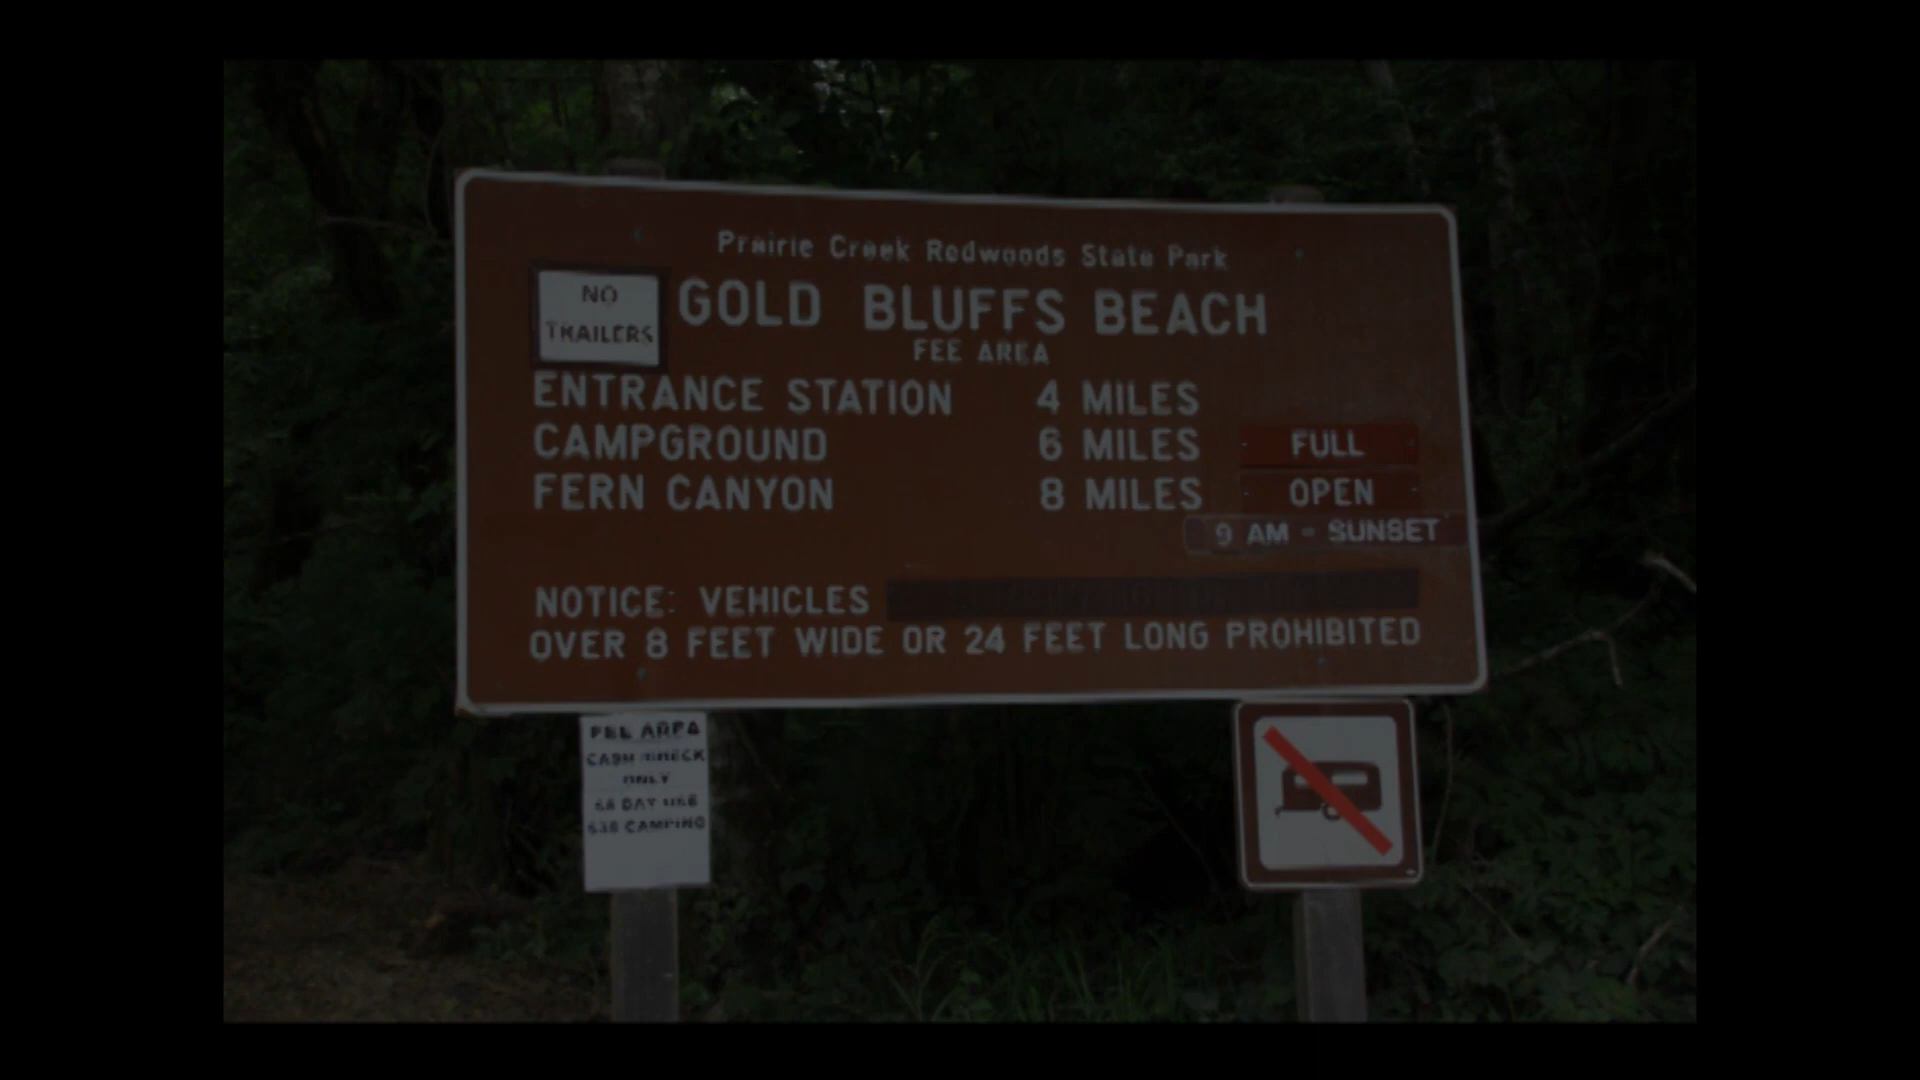 Prairie Creek Redwoods State Park
NO
TRAILERS
GOLD BLUFFS BEACH
FEE AREA
ENTRANCE STATION 4 MILES
CAMPGROUND 6 MILES FULL
FERN CANYON 8 MILES OPEN
9 AM - SUNSET
NOTICE: VEHICLES
OVER 8 FEET WIDE OR 24 FEET LONG PROHIBITED
FEE AREA
CASH CHECK
ONLY
DAY USE
CAMPING